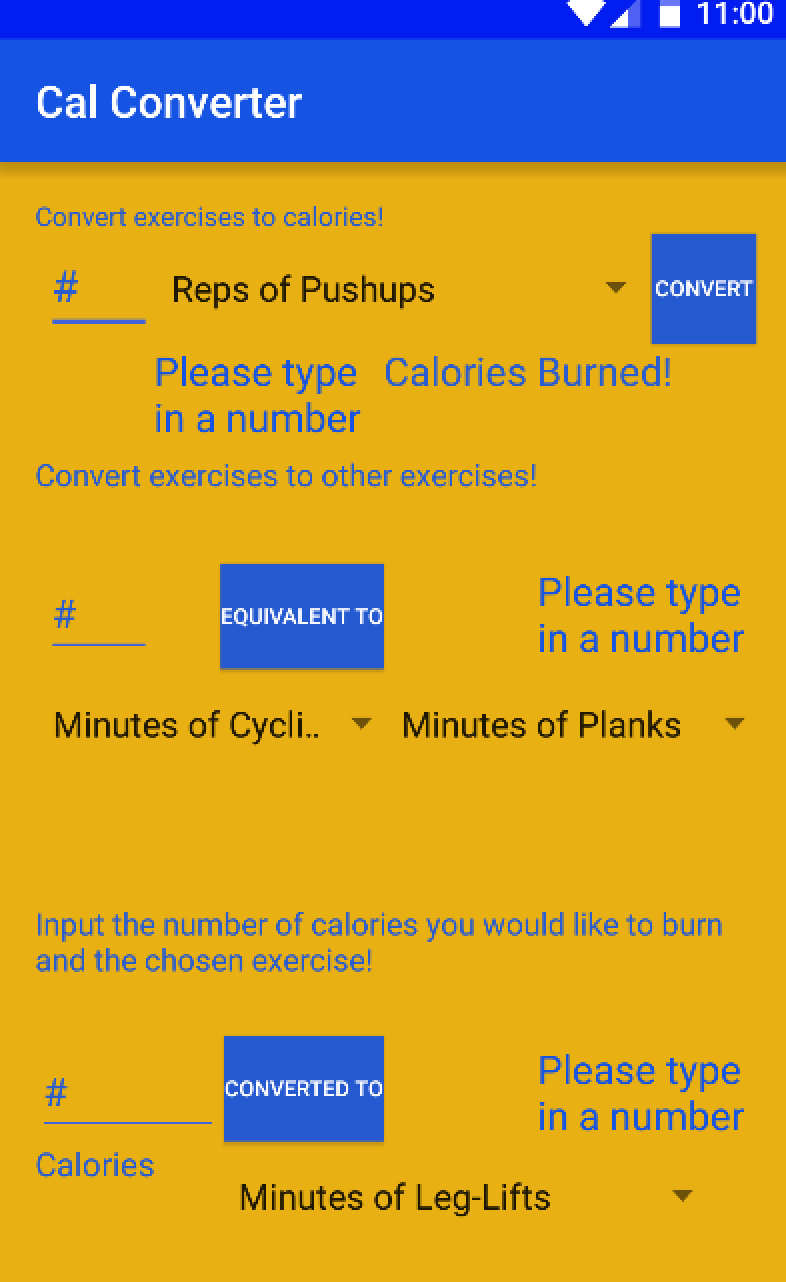 11:00
Cal Converter
Convert exercises to calories!
# Reps of Pushups CONVERT
Please type Calories Burned!
in a number
Convert exercises to other exercises!
# EQUIVALENT TO Please type
in a number
Minutes of Cycli.. Minutes of Planks
Input the number of calories you would like to burn
and the chosen exercise!
# CONVERTED TO Please type
in a number
Calories
Minutes of Leg-Lifts